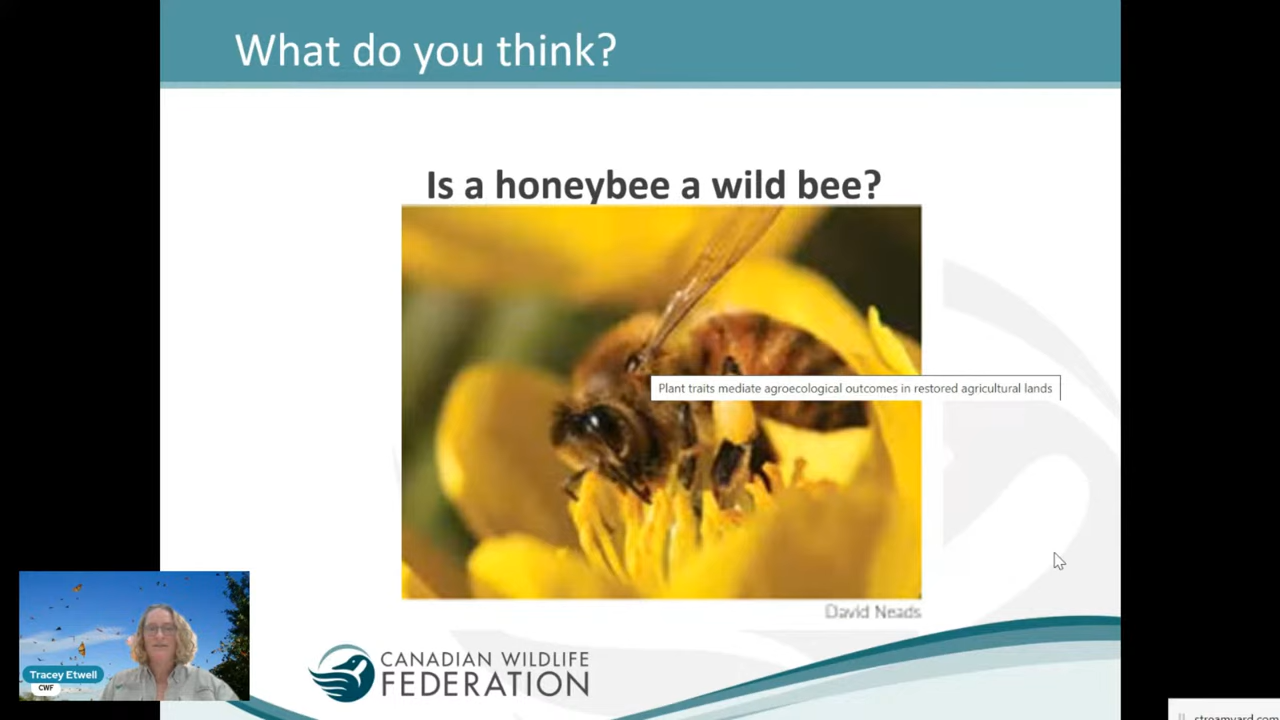 What do you think?
Is a honeybee a wild bee?
Plant traits mediate agroecological outcomes in restored agricultural lands
David Neads
Tracey Etwell
CWF
CANADIAN WILDLIFE
FEDERATION